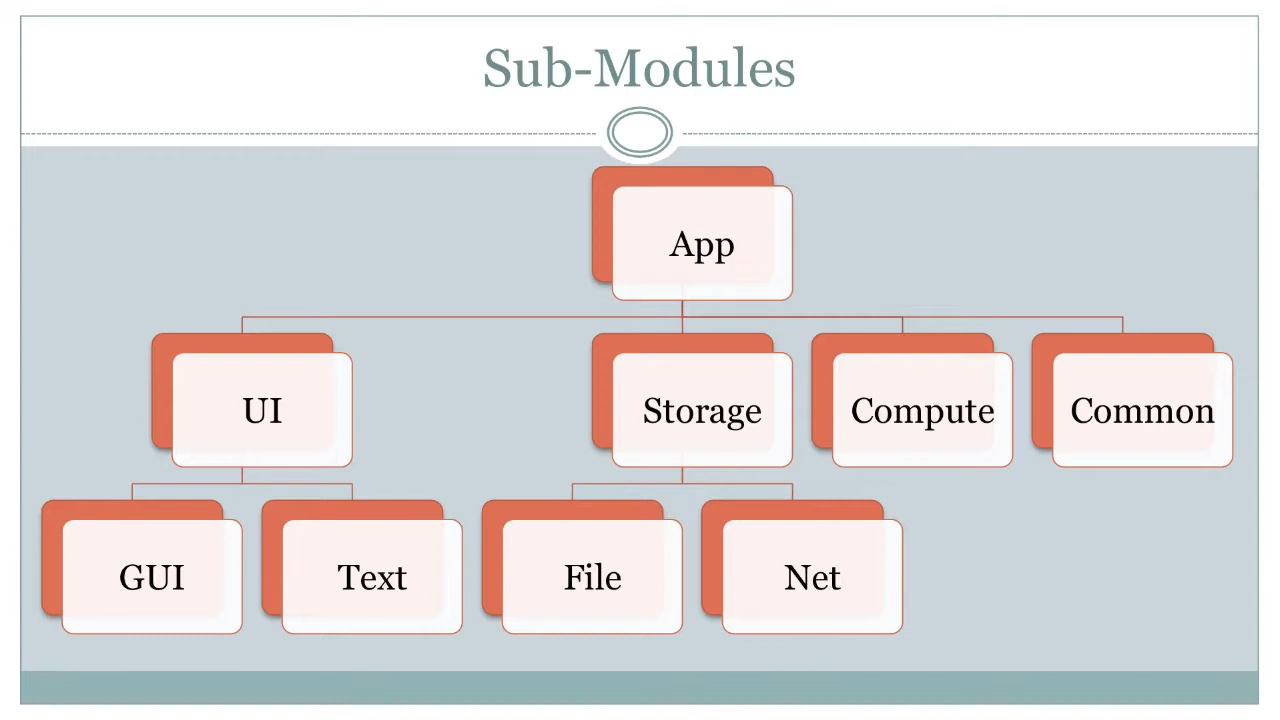 Sub-Modules
App
UI
Storage
Compute
Common
GUI
Text
File
Net